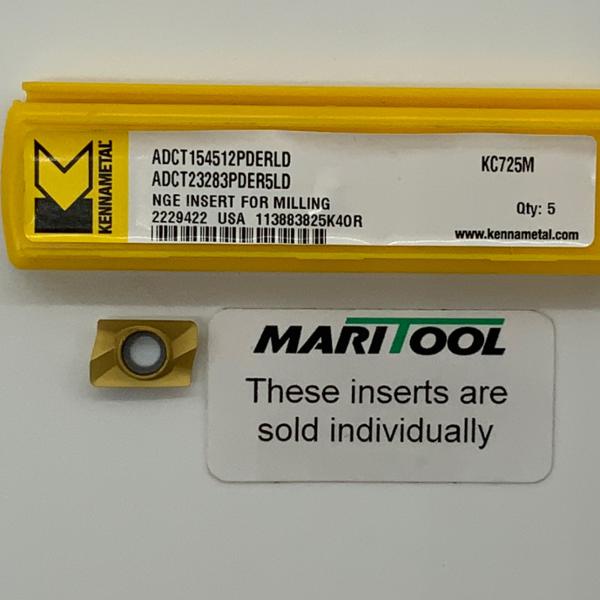 KENNAMETAL
ADCT154512PDERLD
ADCT23283PDER5LD
NGE INSERT FOR MILLING
2229422 USA 113883825K40R
KC725M
Qty: 5
www.kennametal.com
MARITOOL
These inserts are
sold individually